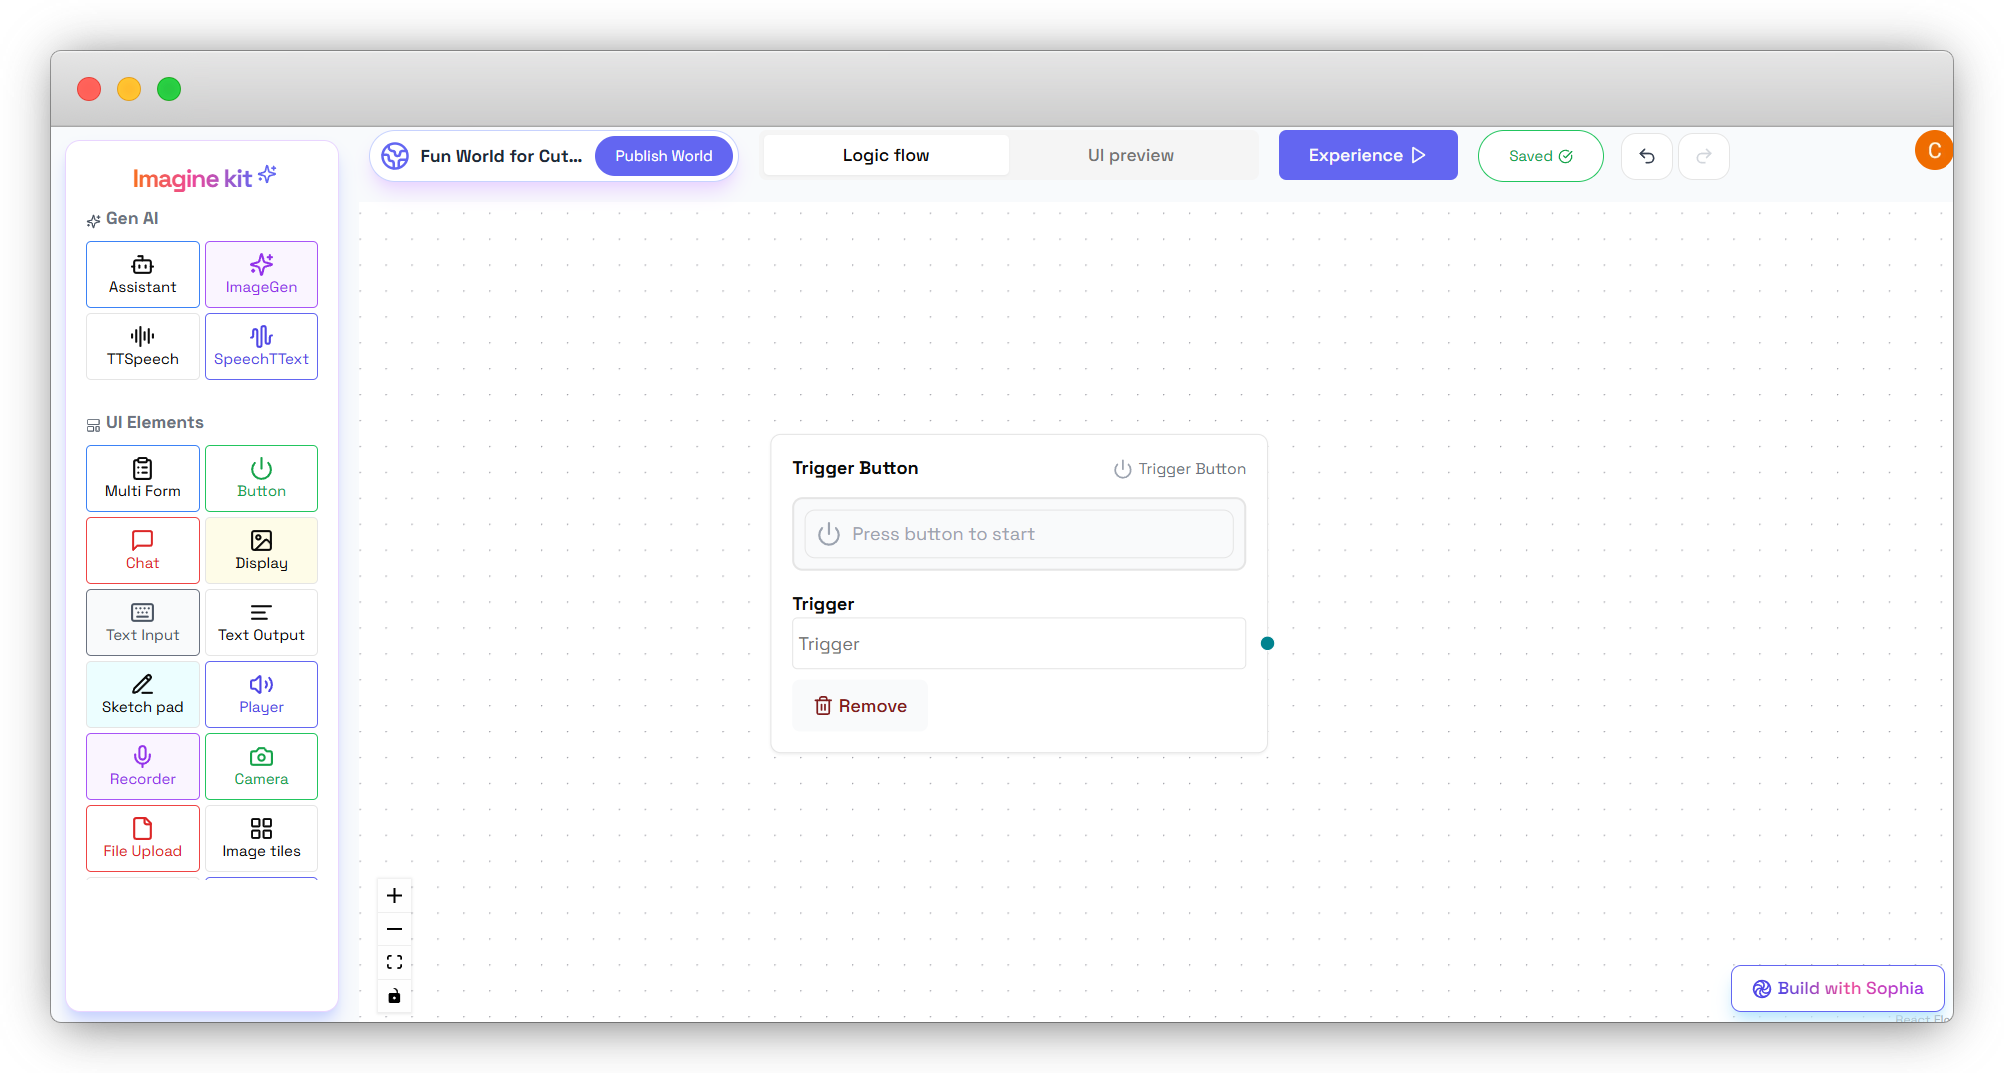 Imagine kit
Gen AI
Assistant
ImageGen
TTSpeech
SpeechTText
UI Elements
Multi Form
Button
Chat
Display
Text Input
Text Output
Sketch pad
Player
Recorder
Camera
File Upload
Image tiles
Fun World for Cut...
Publish World
Logic flow
UI preview
Experience
Saved
C
Trigger Button
Trigger Button
Press button to start
Trigger
Trigger
Remove
Build with Sophia
React Flo